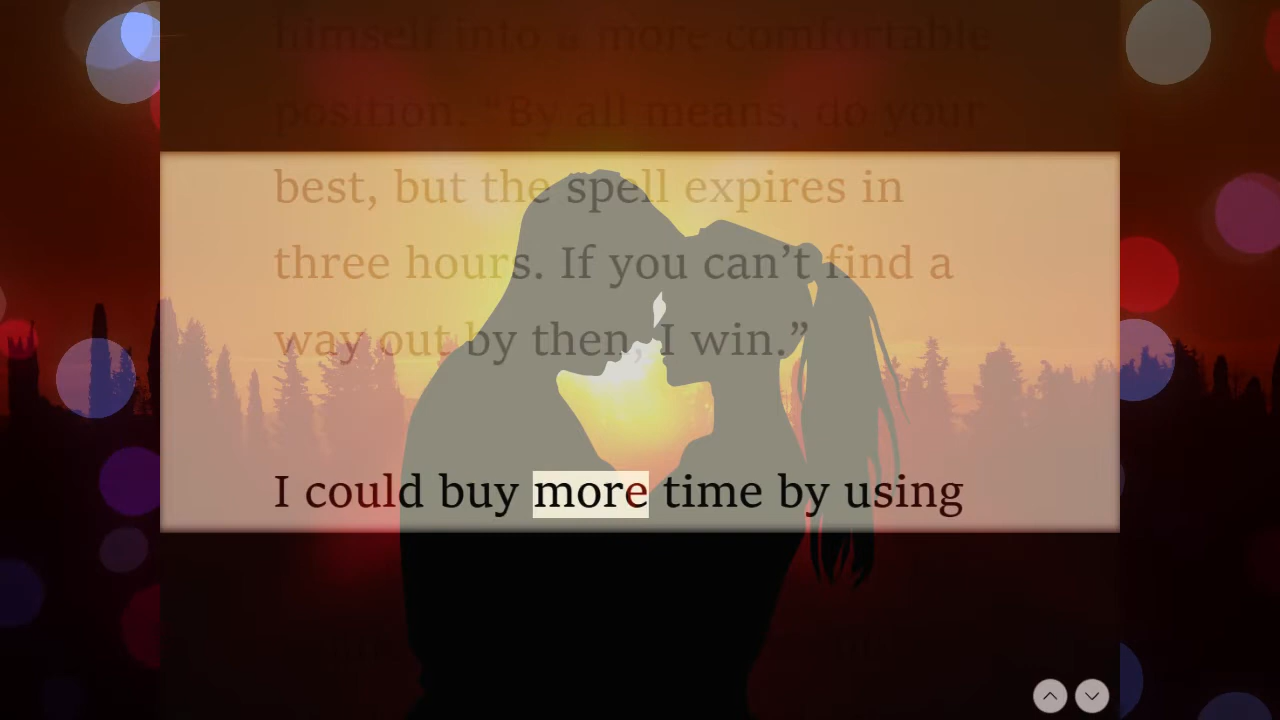 himself into a more comfortable
position. “By all means, do your
best, but the spell expires in
three hours. If you can’t find a
way out by then, I win.”
I could buy more time by using